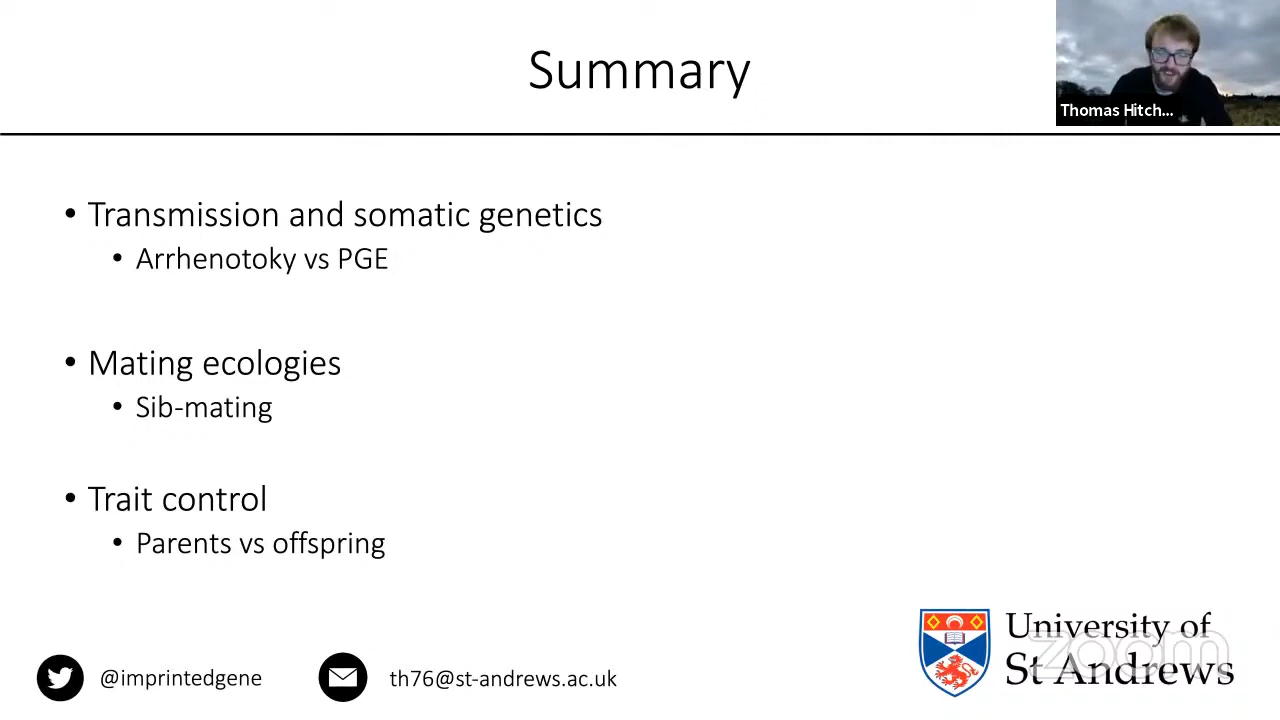 Summary
Thomas Hitch...
• Transmission and somatic genetics
• Arrhenotoky vs PGE
• Mating ecologies
• Sib-mating
• Trait control
• Parents vs offspring
@imprintedgene
th76@st-andrews.ac.uk
University of
St Andrews
zoom